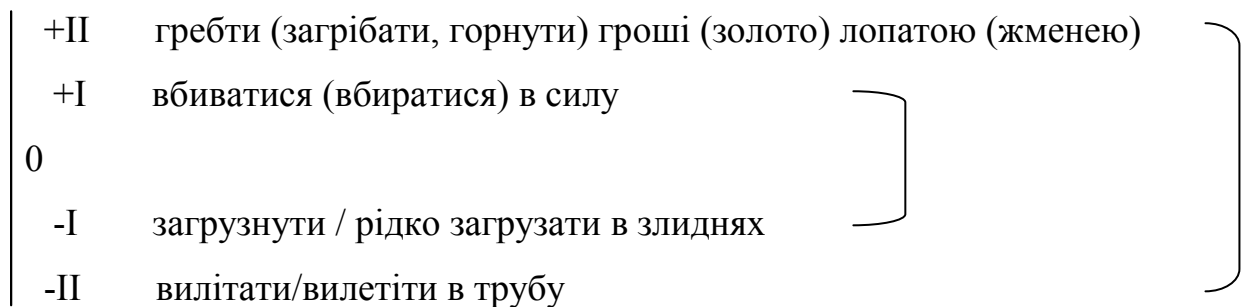 +II гребти (загрібати, горнути) гроші (золото) лопатою (жменею)
+I вбиватися (вбиратися) в силу
0
-I загрузнути / рідко загрузати в злиднях
-II вилітати/вилетіти в трубу